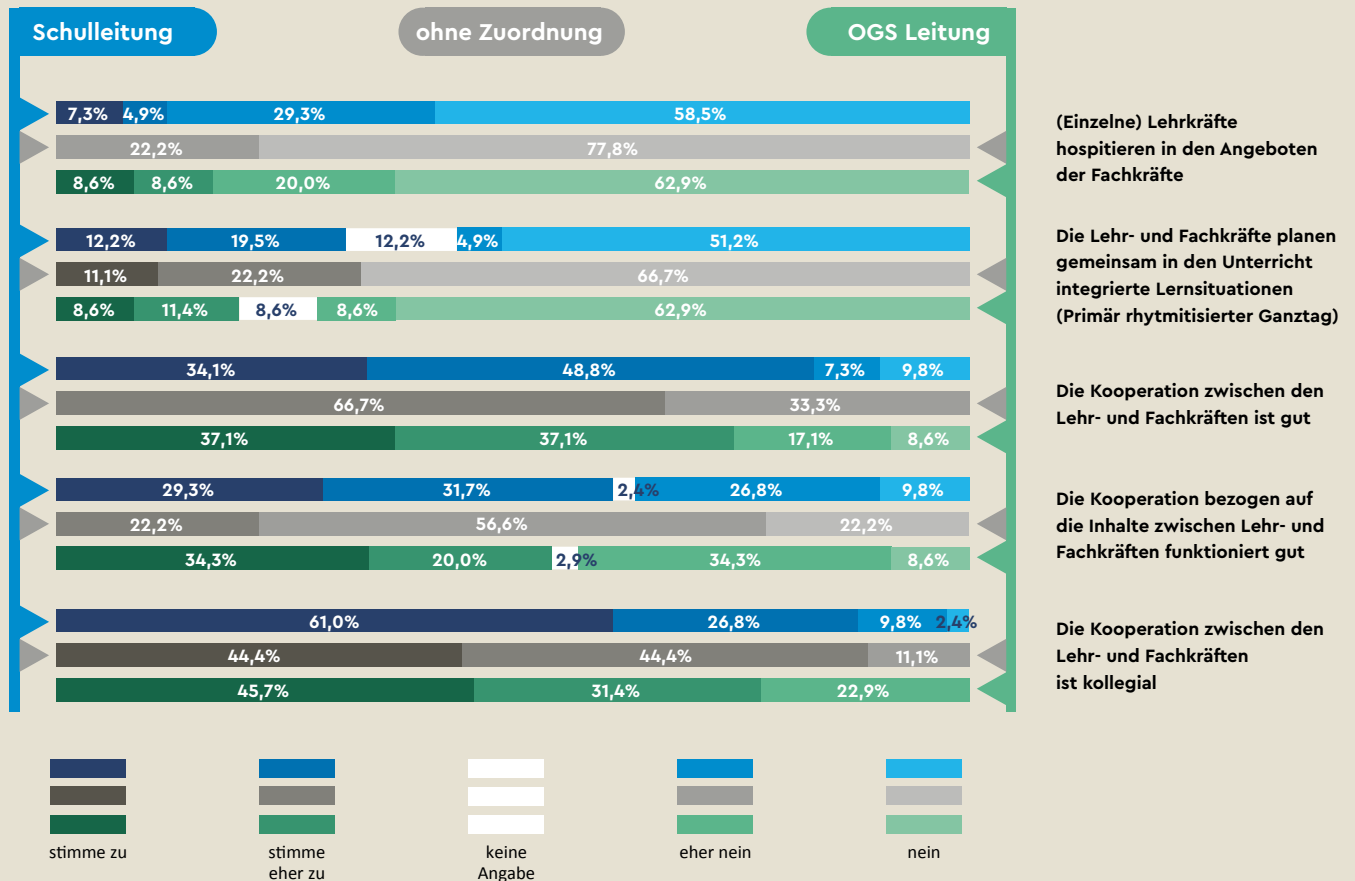 Schulleitung
ohne Zuordnung
OGS Leitung
7,3% 4,9% 29,3% 58,5%
22,2% 77,8%
8,6% 8,6% 20,0% 62,9%
(Einzelne) Lehrkräfte
hospitieren in den Angeboten
der Fachkräfte
12,2% 19,5% 12,2% 4,9% 51,2%
11,1% 22,2% 66,7%
8,6% 11,4% 8,6% 8,6% 62,9%
Die Lehr- und Fachkräfte planen
gemeinsam in den Unterricht
integrierte Lernsituationen
(Primär rhytmitisierter Ganztag)
34,1% 48,8% 7,3% 9,8%
66,7% 33,3%
37,1% 37,1% 17,1% 8,6%
Die Kooperation zwischen den
Lehr- und Fachkräften ist gut
29,3% 31,7% 2,4% 26,8% 9,8%
22,2% 56,6% 22,2%
34,3% 20,0% 2,9% 34,3% 8,6%
Die Kooperation bezogen auf
die Inhalte zwischen Lehr- und
Fachkräften funktioniert gut
61,0% 26,8% 9,8% 2,4%
44,4% 44,4% 11,1%
45,7% 31,4% 22,9%
Die Kooperation zwischen den
Lehr- und Fachkräften
ist kollegial
stimme zu
stimme
eher zu
keine
Angabe
eher nein
nein